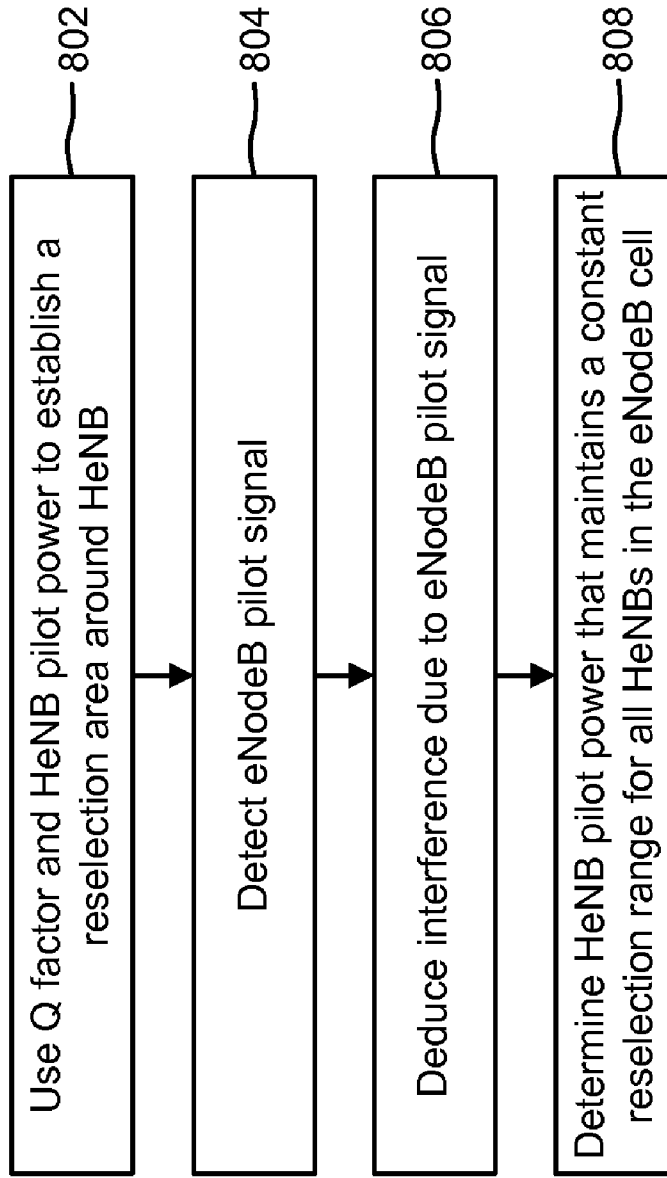 Use Q factor and HeNB pilot power to establish a
reselection area around HeNB
802
Detect eNodeB pilot signal
804
Deduce interference due to eNodeB pilot signal
806
Determine HeNB pilot power that maintains a constant
reselection range for all HeNBs in the eNodeB cell
808